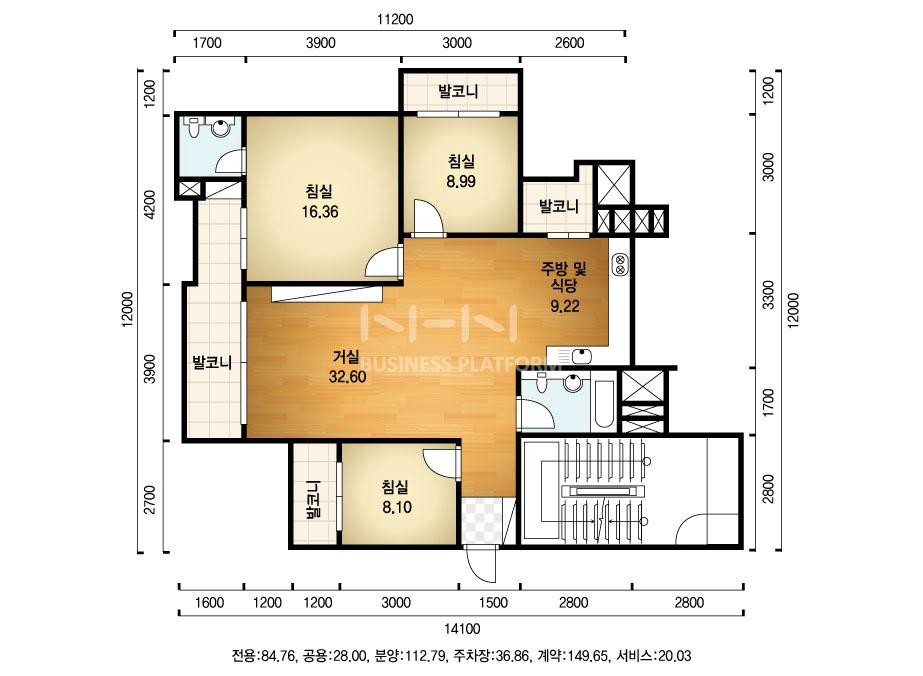 11200
1700 3900 3000 2600
1200
4200
3900
2700
12000
1200
3000
3300
1700
2800
12000
발코니
침실
8.99
침실
16.36
발코니
주방 및
식당
9.22
NHN
BUSINESS PLATFORM
발코니
거실
32.60
발코니
침실
8.10
1600 1200 1200 3000 1500 2800 2800
14100
전용:84.76, 공용:28.00, 분양:112.79, 주차장:36.86, 계약:149.65, 서비스:20.03